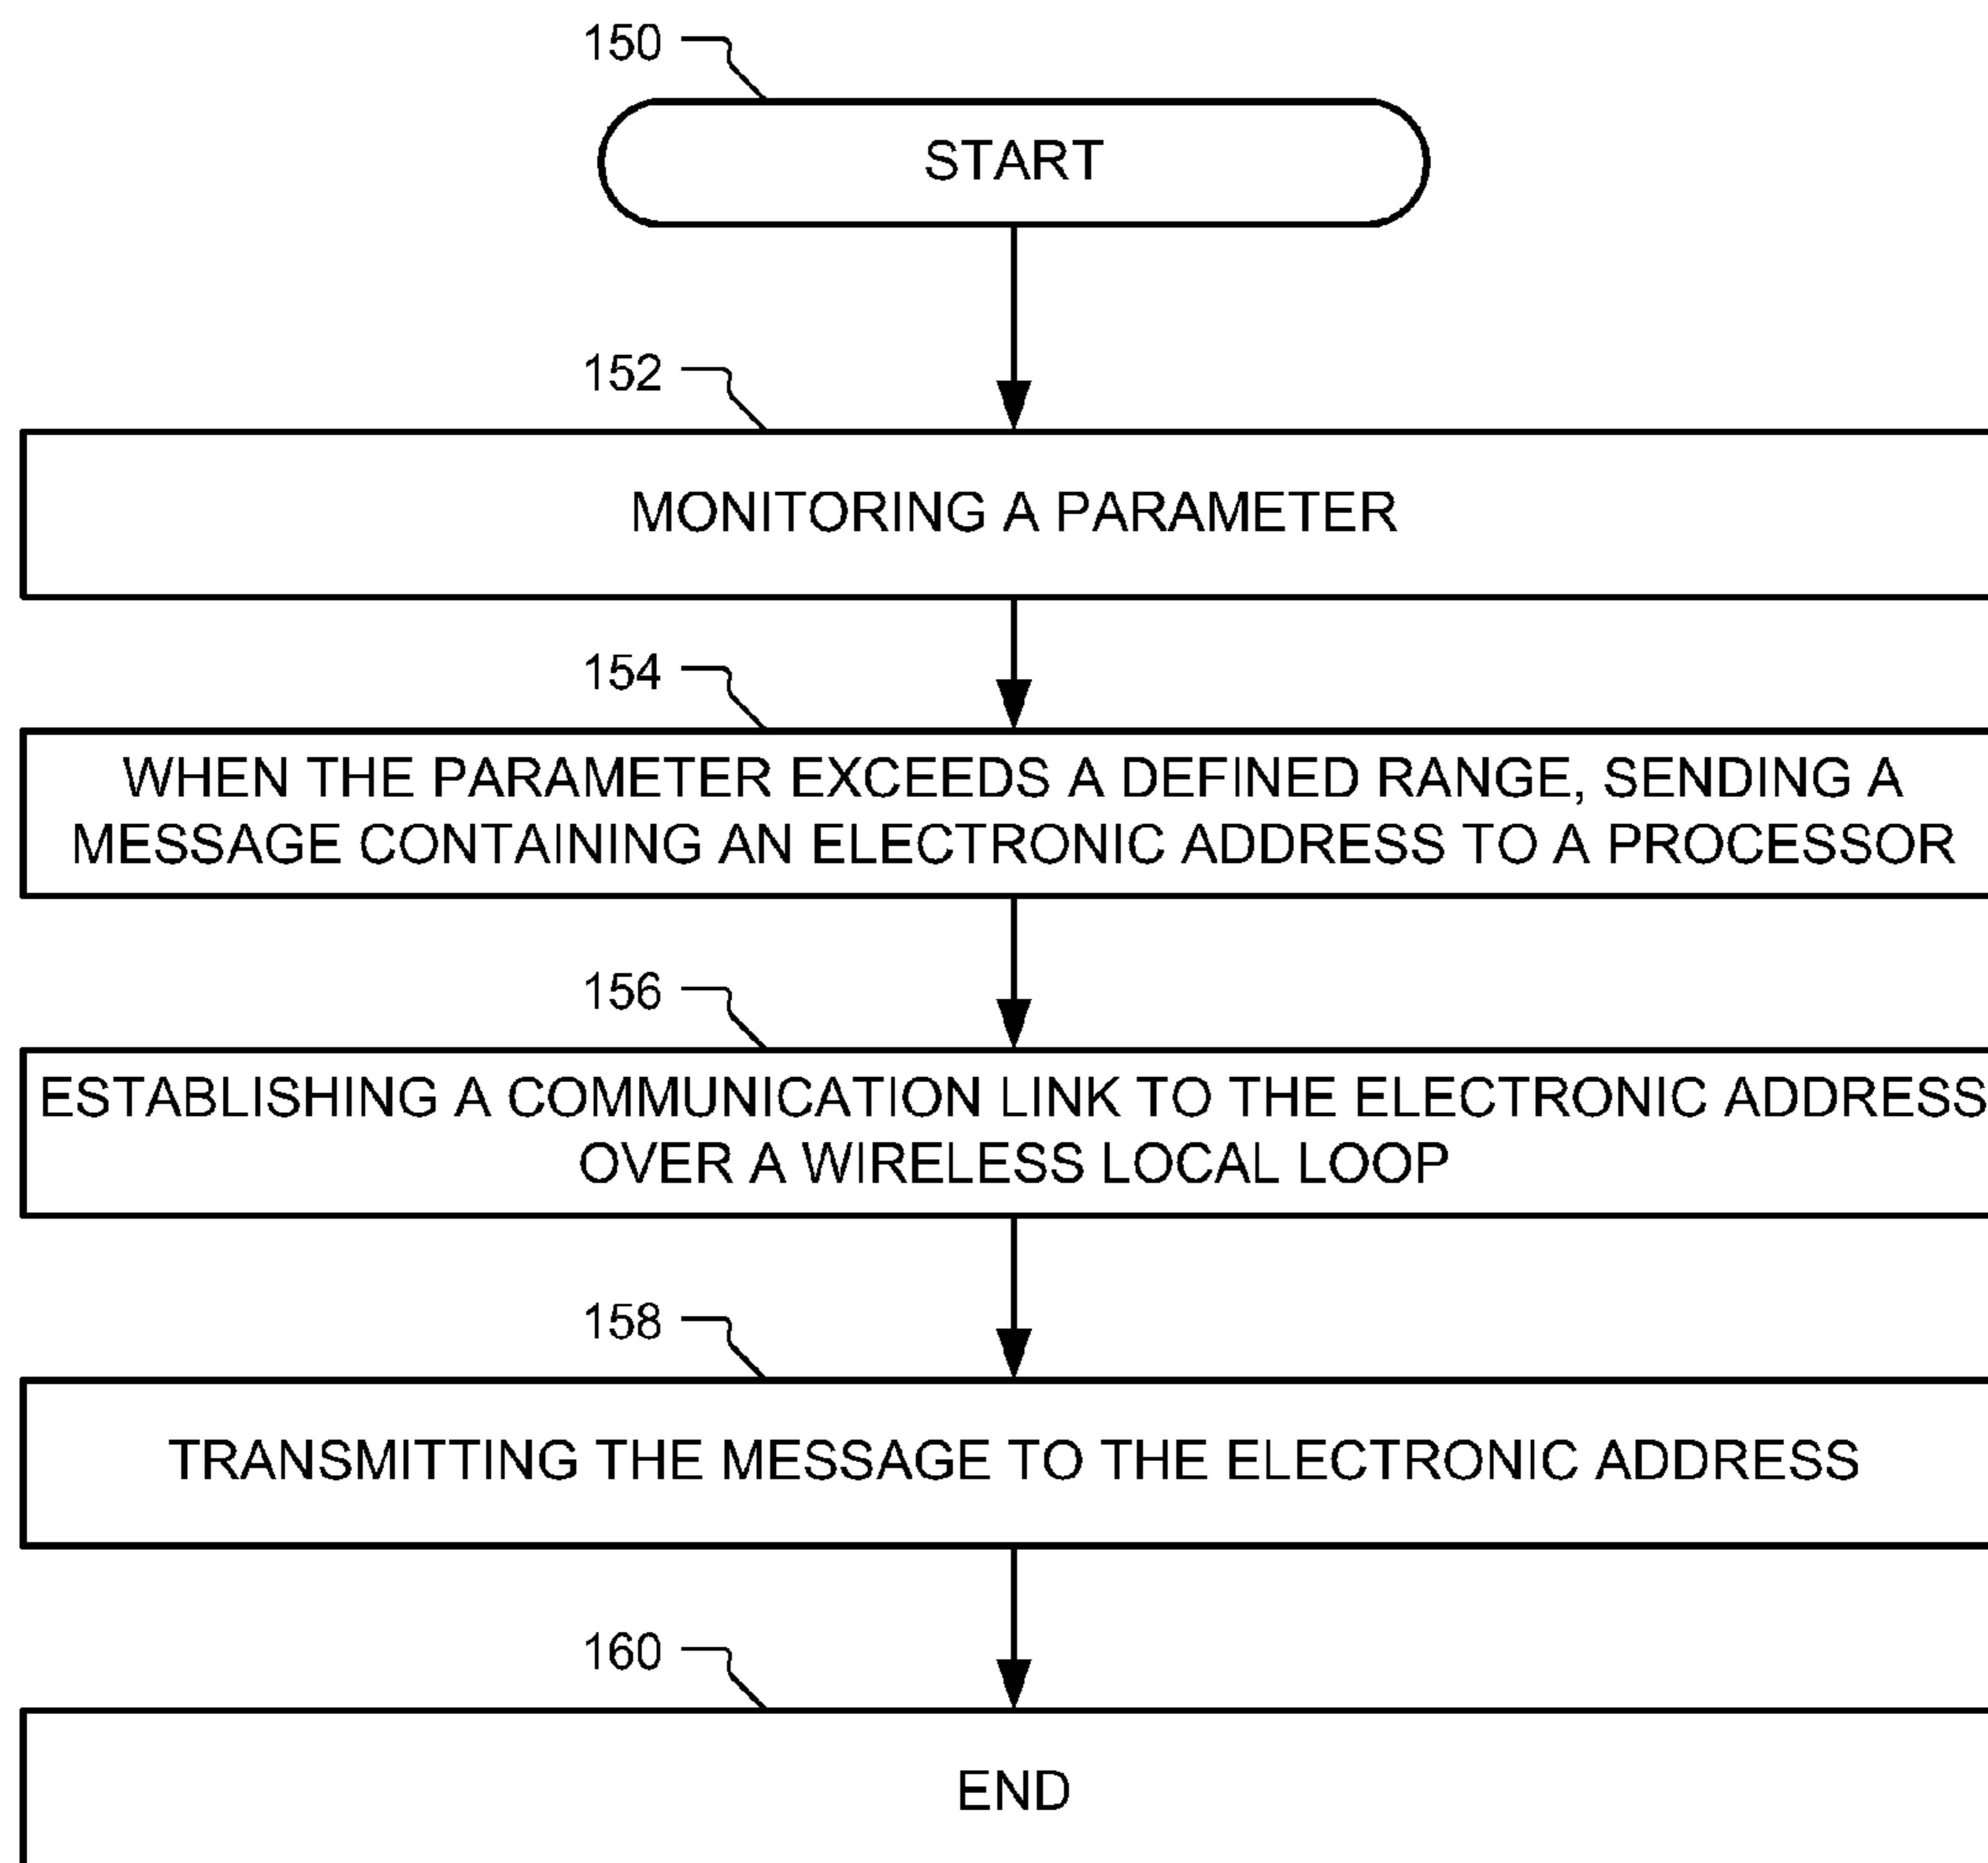 150
START
152
MONITORING A PARAMETER
154
WHEN THE PARAMETER EXCEEDS A DEFINED RANGE, SENDING A
MESSAGE CONTAINING AN ELECTRONIC ADDRESS TO A PROCESSOR
156
ESTABLISHING A COMMUNICATION LINK TO THE ELECTRONIC ADDRESS
OVER A WIRELESS LOCAL LOOP
158
TRANSMITTING THE MESSAGE TO THE ELECTRONIC ADDRESS
160
END